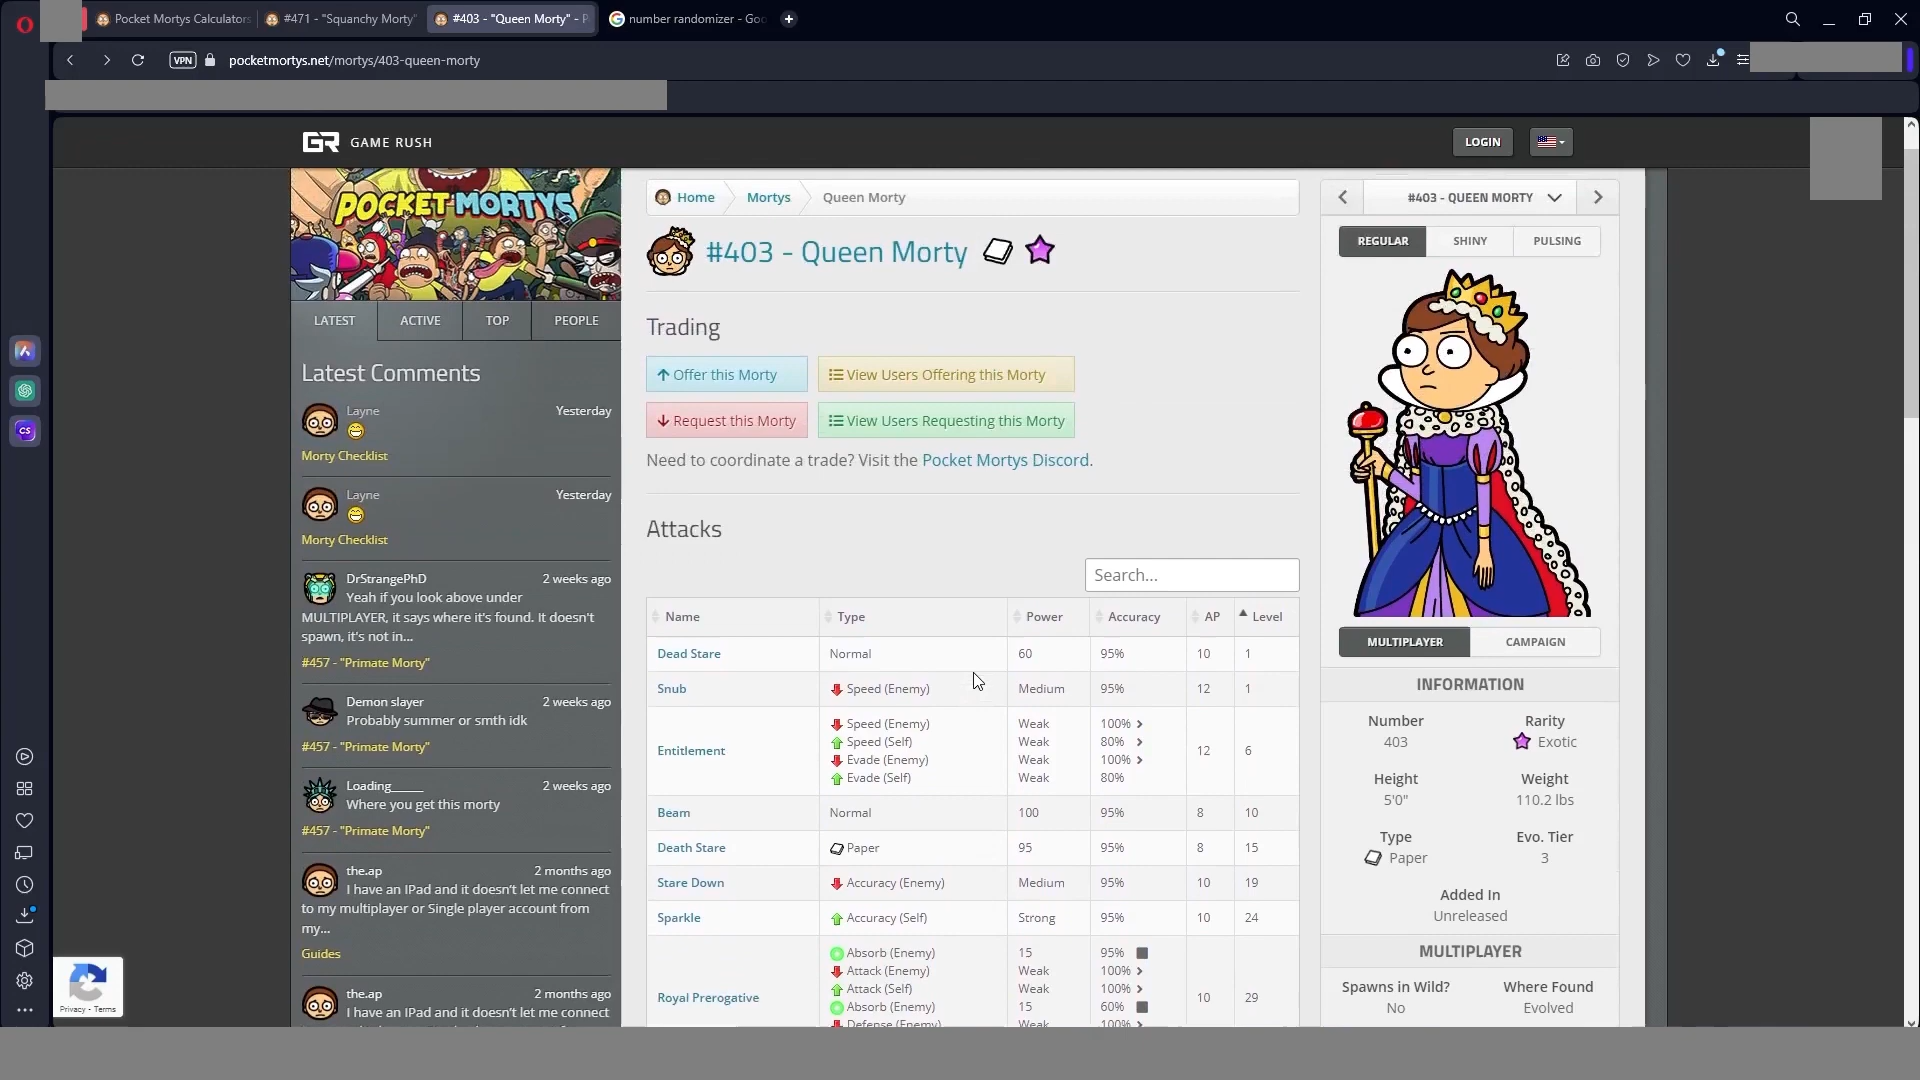 Pocket Mortys Calculators
#471 - "Squanchy Morty"
#403 - "Queen Morty" - P
number randomizer - Goo
VPN
pocketmortys.net/mortys/403-queen-morty
GR GAME RUSH
LOGIN
POCKET MORTYS
Home
Mortys
Queen Morty
#403 - QUEEN MORTY
#403 - Queen Morty
REGULAR
SHINY
PULSING
LATEST
ACTIVE
TOP
PEOPLE
Trading
Offer this Morty
View Users Offering this Morty
Request this Morty
View Users Requesting this Morty
Need to coordinate a trade? Visit the Pocket Mortys Discord.
Latest Comments
Layne Yesterday
Morty Checklist
Layne Yesterday
Morty Checklist
DrStrangePhD 2 weeks ago
Yeah if you look above under
MULTIPLAYER, it says where it's found. It doesn't
spawn, it's not in...
#457 - "Primate Morty"
Demon slayer 2 weeks ago
Probably summer or smth idk
#457 - "Primate Morty"
Loading_____ 2 weeks ago
Where you get this morty
#457 - "Primate Morty"
the.ap 2 months ago
I have an IPad and it doesn't let me connect
to my multiplayer or Single player account from
my...
Guides
the.ap 2 months ago
I have an IPad and it doesn't let me connect
Privacy - Terms
Attacks
Search...
Name Type Power Accuracy AP Level
Dead Stare Normal 60 95% 10 1
Snub Speed (Enemy) Medium 95% 12 1
Speed (Enemy) Weak 100%
Speed (Self) Weak 80%
Entitlement 12 6
Evade (Enemy) Weak 100%
Evade (Self) Weak 80%
Beam Normal 100 95% 8 10
Death Stare Paper 95 95% 8 15
Stare Down Accuracy (Enemy) Medium 95% 10 19
Sparkle Accuracy (Self) Strong 95% 10 24
Absorb (Enemy) 15 95%
Attack (Enemy) Weak 100%
Attack (Self) Weak 100%
Royal Prerogative 10 29
Absorb (Enemy) 15 60%
Defense (Enemy) Weak 100%
MULTIPLAYER
CAMPAIGN
INFORMATION
Number Rarity
403 Exotic
Height Weight
5'0" 110.2 lbs
Type Evo. Tier
Paper 3
Added In
Unreleased
MULTIPLAYER
Spawns in Wild? Where Found
No Evolved